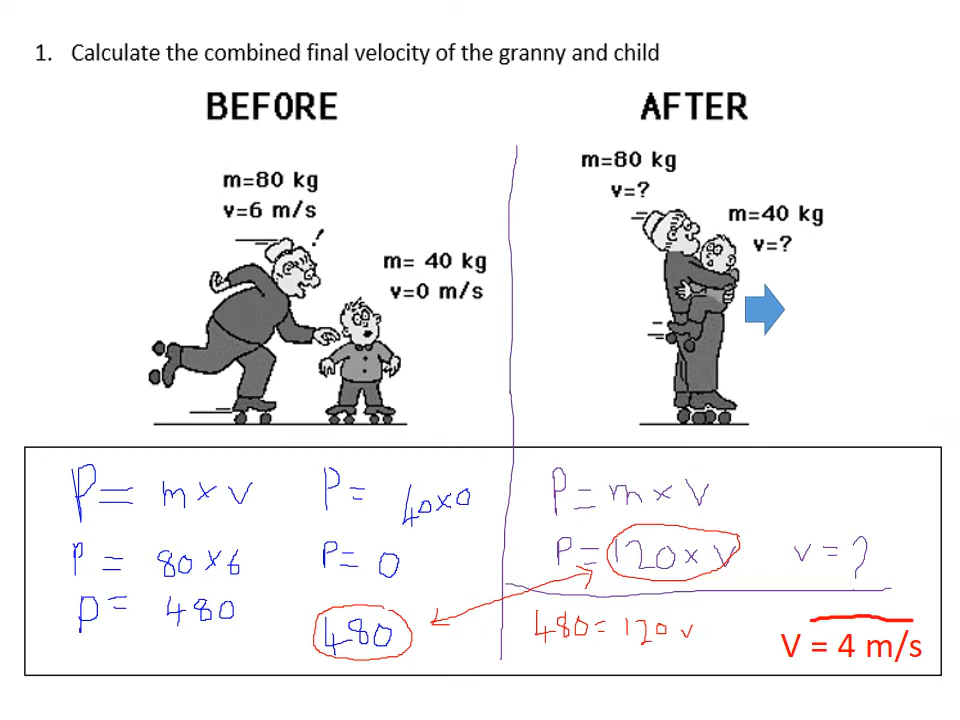 1. Calculate the combined final velocity of the granny and child
BEFORE
AFTER
m=80 kg
v=6 m/s
!
m= 40 kg
v=0 m/s
m=80 kg
v=?
m=40 kg
v=?
P= m × v
P = 80 × 6
P= 480
P= 40×0
P= 0
480
P= m × v
P= 120 × v
v = ?
480= 120 v
V = 4 m/s